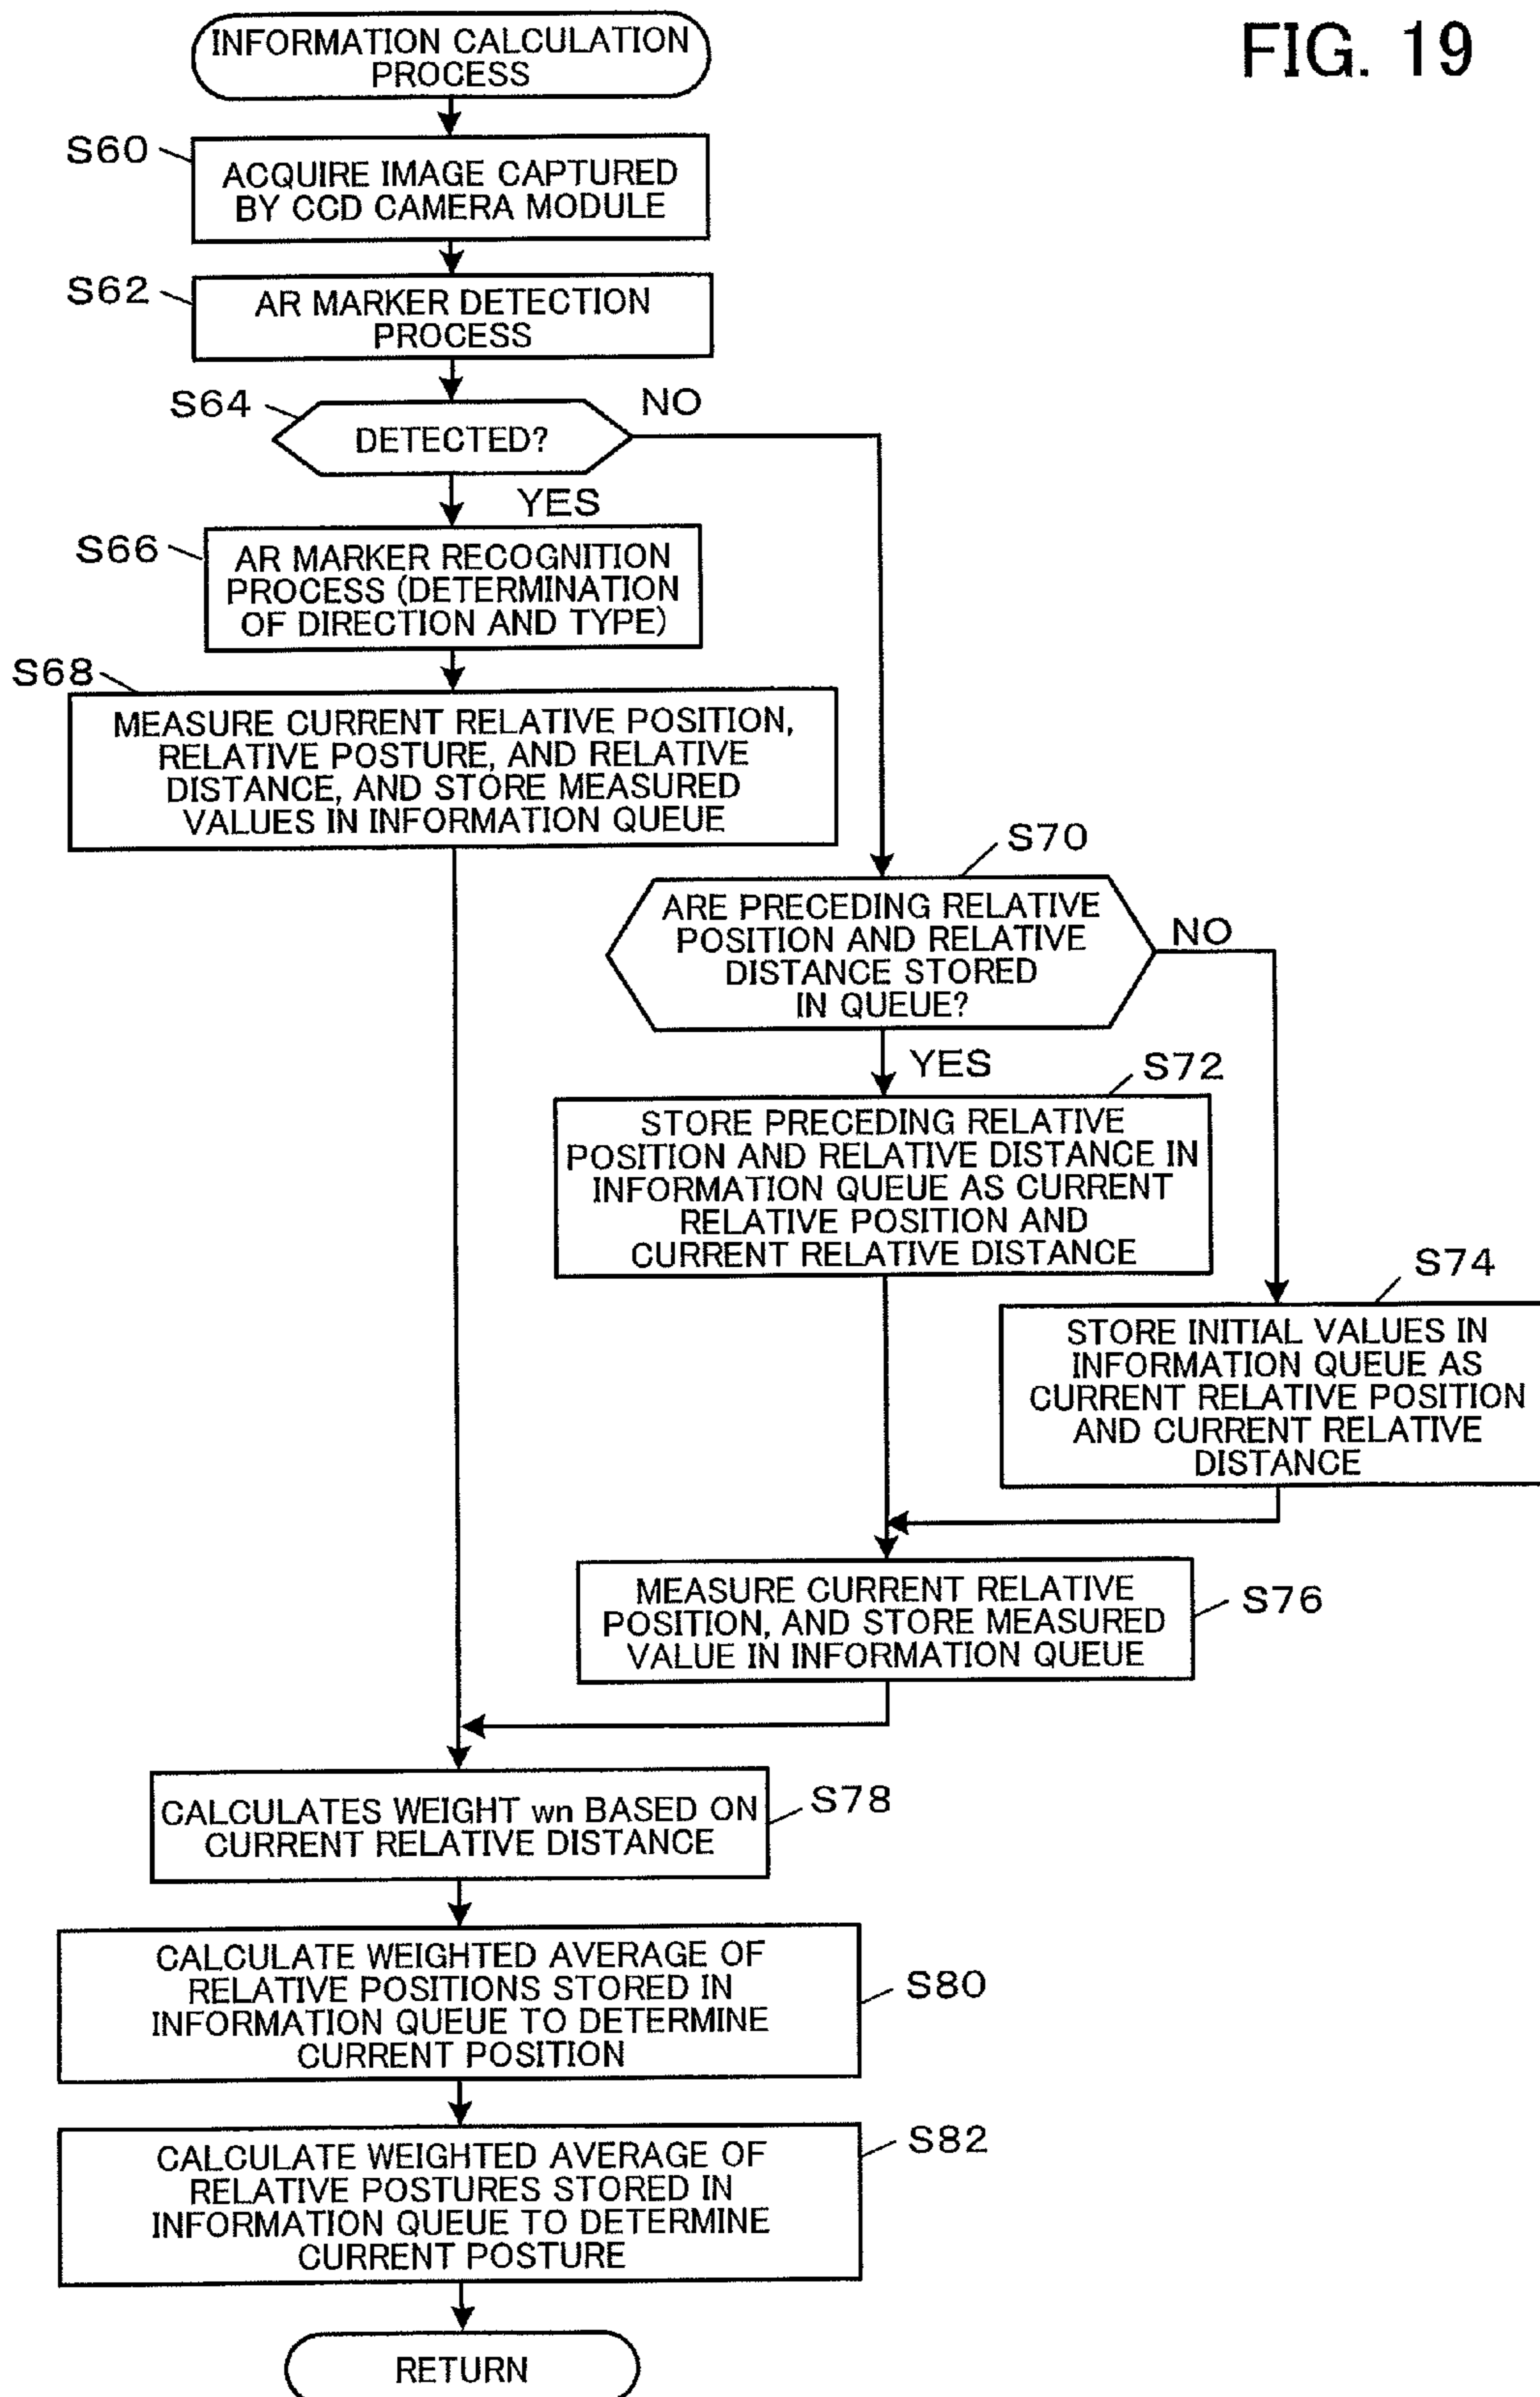 FIG. 19
INFORMATION CALCULATION
PROCESS
S60
ACQUIRE IMAGE CAPTURED
BY CCD CAMERA MODULE
S62
AR MARKER DETECTION
PROCESS
S64
DETECTED?
NO
YES
S66
AR MARKER RECOGNITION
PROCESS (DETERMINATION
OF DIRECTION AND TYPE)
S68
MEASURE CURRENT RELATIVE POSITION,
RELATIVE POSTURE, AND RELATIVE
DISTANCE, AND STORE MEASURED
VALUES IN INFORMATION QUEUE
S70
ARE PRECEDING RELATIVE
POSITION AND RELATIVE
DISTANCE STORED
IN QUEUE?
NO
YES
S72
STORE PRECEDING RELATIVE
POSITION AND RELATIVE DISTANCE IN
INFORMATION QUEUE AS CURRENT
RELATIVE POSITION AND
CURRENT RELATIVE DISTANCE
S74
STORE INITIAL VALUES IN
INFORMATION QUEUE AS
CURRENT RELATIVE POSITION
AND CURRENT RELATIVE
DISTANCE
MEASURE CURRENT RELATIVE
POSITION, AND STORE MEASURED
VALUE IN INFORMATION QUEUE
S76
CALCULATES WEIGHT wn BASED ON
CURRENT RELATIVE DISTANCE
S78
CALCULATE WEIGHTED AVERAGE OF
RELATIVE POSITIONS STORED IN
INFORMATION QUEUE TO DETERMINE
CURRENT POSITION
S80
CALCULATE WEIGHTED AVERAGE OF
RELATIVE POSTURES STORED IN
INFORMATION QUEUE TO DETERMINE
CURRENT POSTURE
S82
RETURN